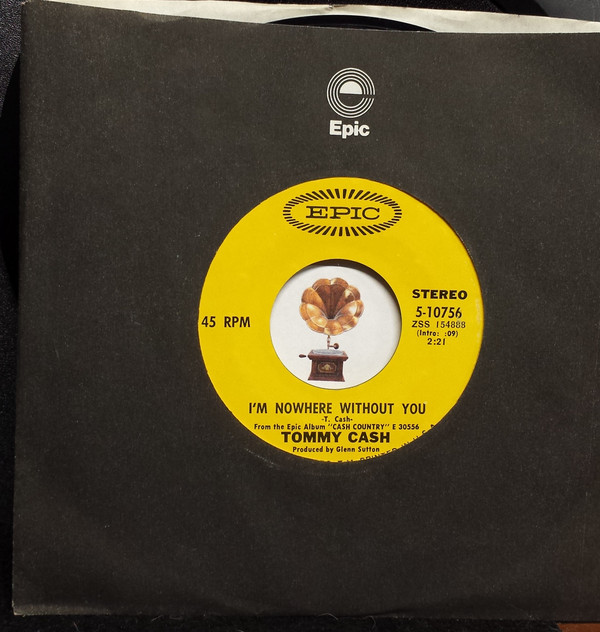 Epic
EPIC
STEREO
5-10756
45 RPM
ZSS 154888
(Intro: :09)
2:21
I'M NOWHERE WITHOUT YOU
-T. Cash-
From the Epic Album "CASH COUNTRY" E 30556
TOMMY CASH
Produced by Glenn Sutton